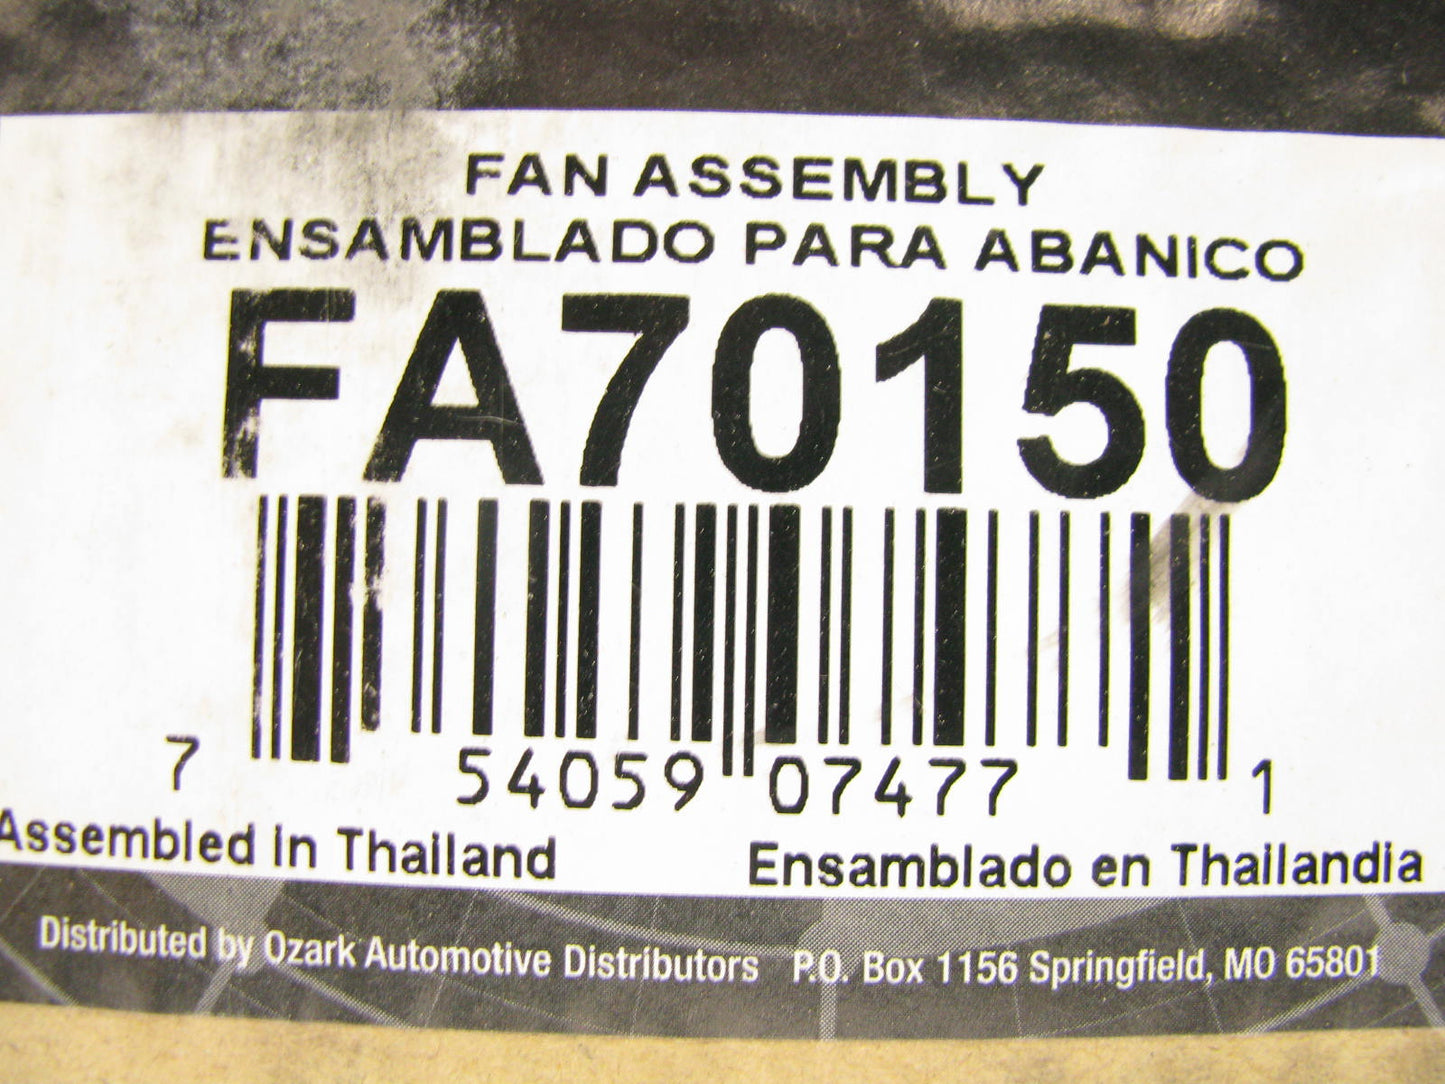 FAN ASSEMBLY
ENSAMBLADO PARA ABANICO
FA70150
7 54059 07477 1
Assembled in Thailand
Ensamblado en Thailandia
Distributed by Ozark Automotive Distributors P.O. Box 1156 Springfield, MO 65801